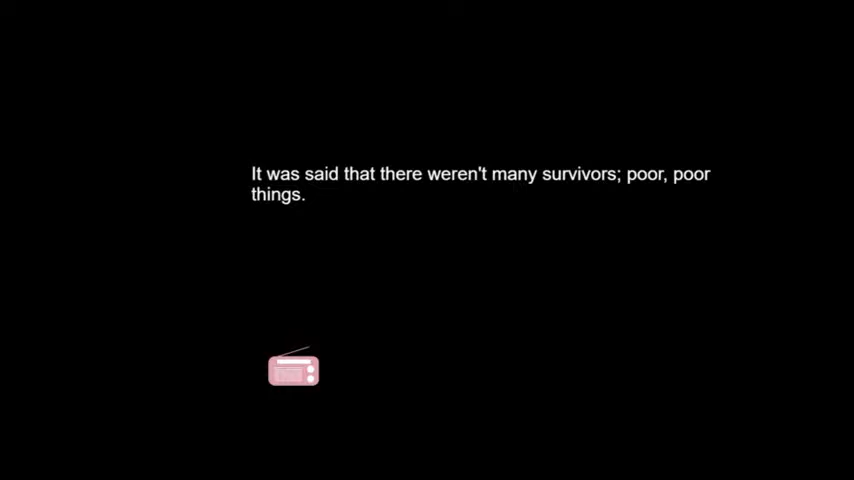 It was said that there weren't many survivors; poor, poor
things.